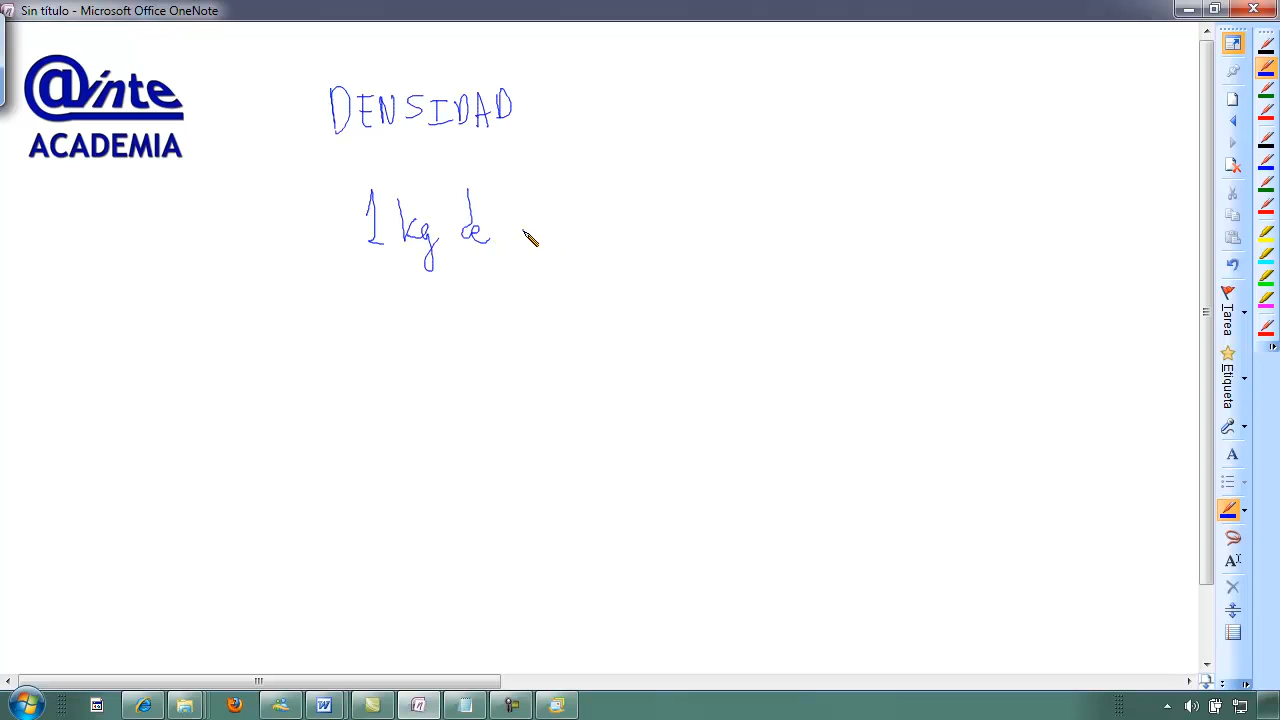 Sin título - Microsoft Office OneNote
@inte
ACADEMIA
DENSIDAD
1 kg de
Tarea
Etiqueta